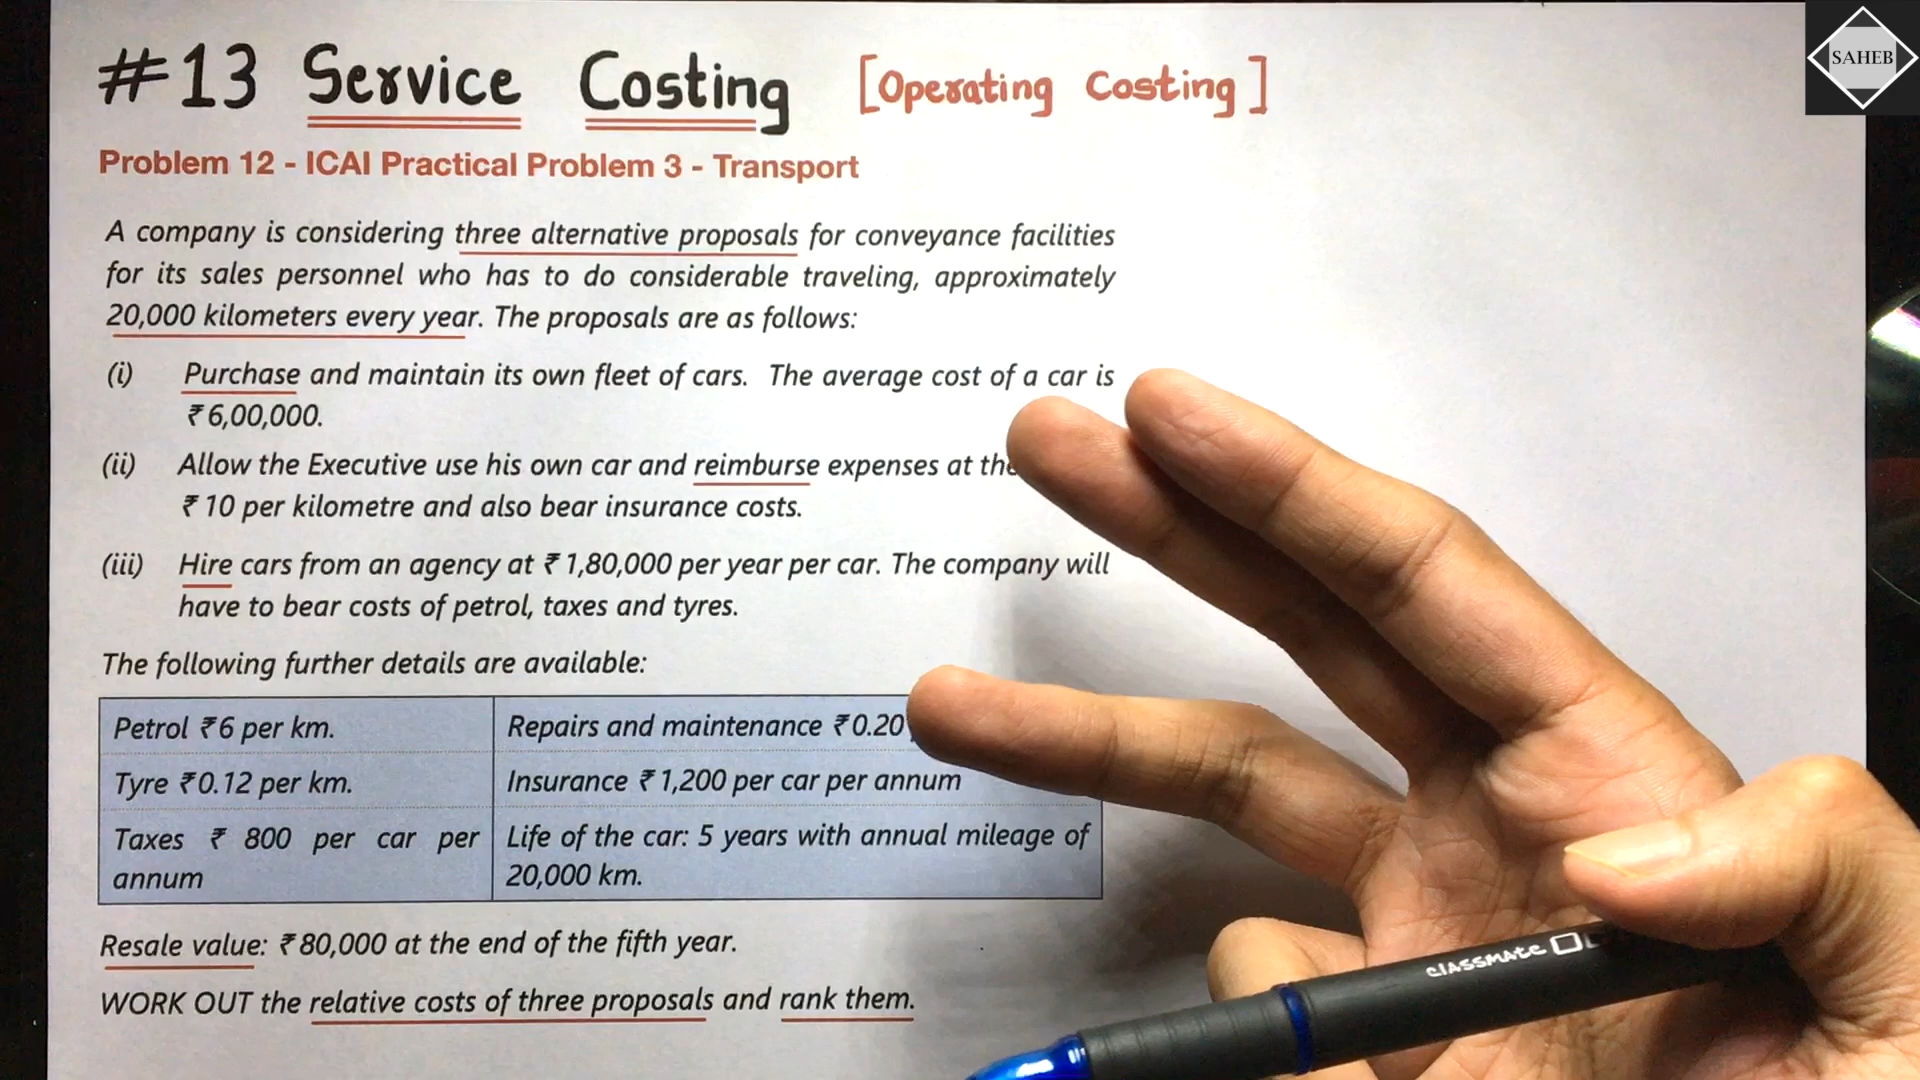 #13 Service Costing [Operating Costing]
SAHEB
Problem 12 - ICAI Practical Problem 3 - Transport
A company is considering three alternative proposals for conveyance facilities
for its sales personnel who has to do considerable traveling, approximately
20,000 kilometers every year. The proposals are as follows:
(i) Purchase and maintain its own fleet of cars. The average cost of a car is
₹ 6,00,000.
(ii) Allow the Executive use his own car and reimburse expenses at the
₹ 10 per kilometre and also bear insurance costs.
(iii) Hire cars from an agency at ₹ 1,80,000 per year per car. The company will
have to bear costs of petrol, taxes and tyres.
The following further details are available:
Petrol ₹ 6 per km. Repairs and maintenance ₹ 0.20
Tyre ₹ 0.12 per km. Insurance ₹ 1,200 per car per annum
Taxes ₹ 800 per car per Life of the car: 5 years with annual mileage of
annum 20,000 km.
Resale value: ₹ 80,000 at the end of the fifth year.
WORK OUT the relative costs of three proposals and rank them.
CLASSMATE